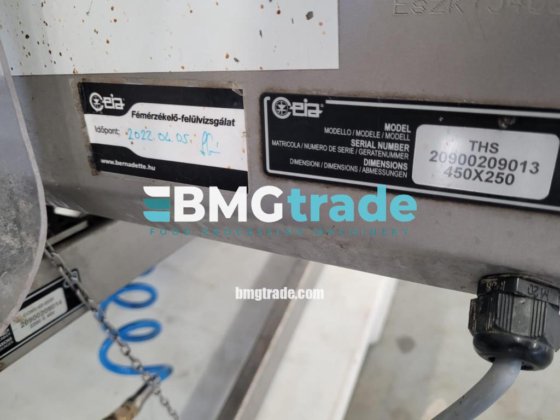 ceia
Fémérzékelő-felülvizsgálat
Időpont: 2022.04.05.
www.bernadette.hu
ceia
MODEL
MODELLO / MODELE / MODELL
SERIAL NUMBER
MATRICOLA / NUMERO DE SERIE / GERATENUMMER
DIMENSIONS
DIMENSIONI / DIMENSIONS / ABMESSUNGEN
THS
20900209013
450X250
BMGtrade
FOOD PROCESSING MACHINERY
bmgtrade.com